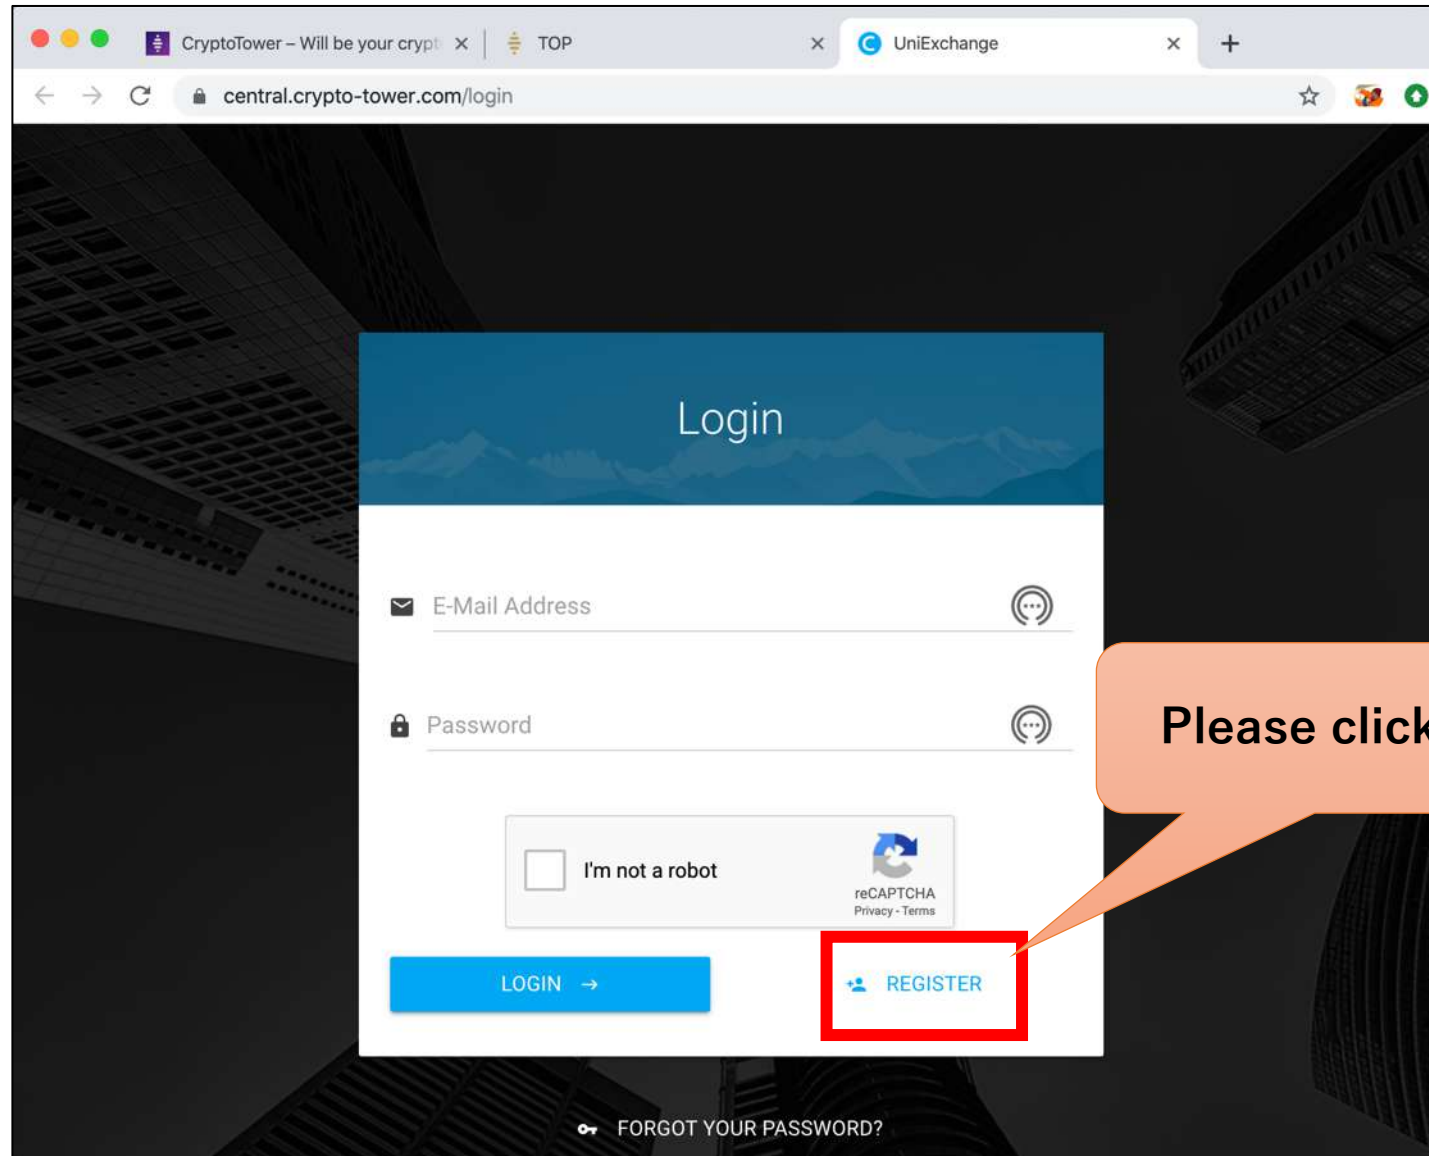 CryptoTower – Will be your crypt
TOP
UniExchange
central.crypto-tower.com/login
Login
E-Mail Address
Password
Please click
I'm not a robot
reCAPTCHA
Privacy - Terms
LOGIN →
REGISTER
FORGOT YOUR PASSWORD?